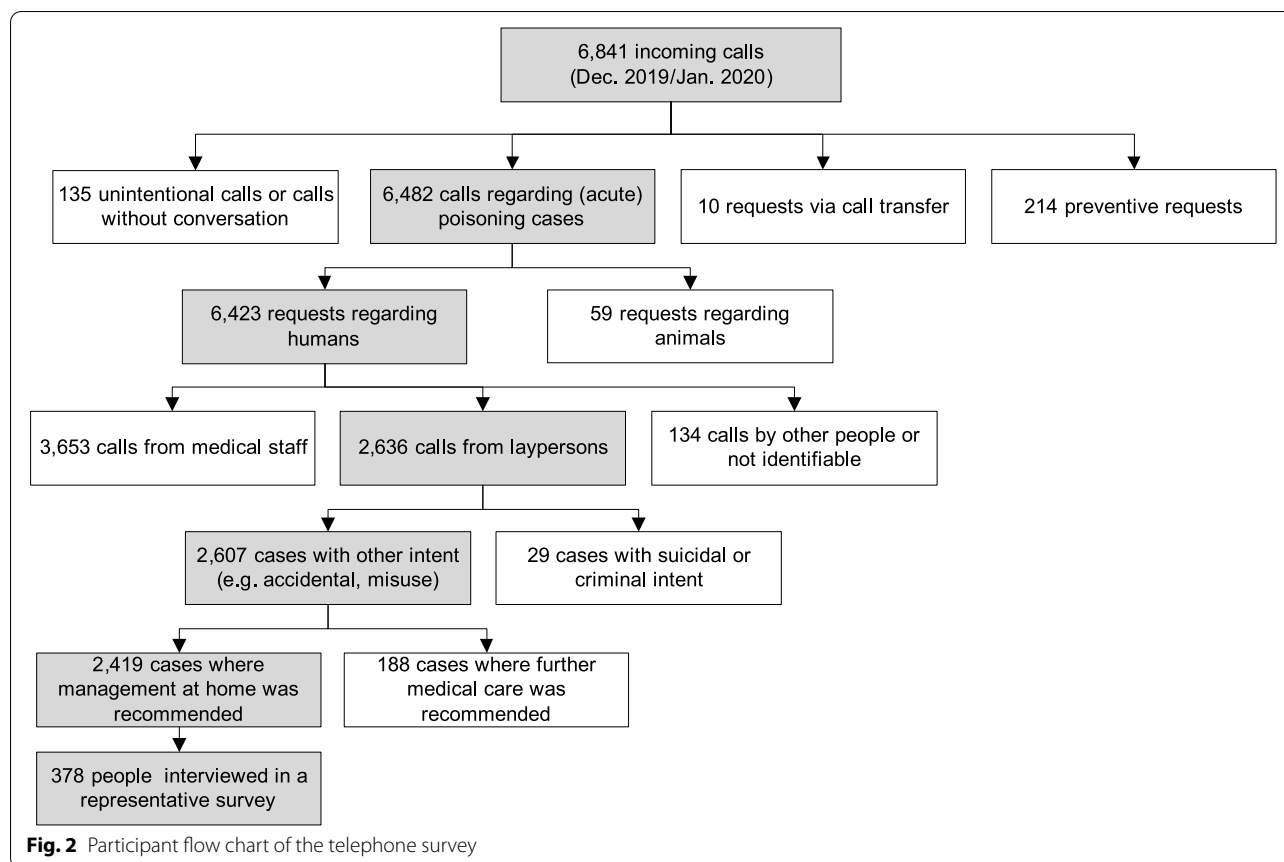 6,841 incoming calls
(Dec. 2019/Jan. 2020)
135 unintentional calls or calls
without conversation
6,482 calls regarding (acute)
poisoning cases
10 requests via call transfer
214 preventive requests
6,423 requests regarding
humans
59 requests regarding
animals
3,653 calls from medical staff
2,636 calls from laypersons
134 calls by other people or
not identifiable
2,607 cases with other intent
(e.g. accidental, misuse)
29 cases with suicidal or
criminal intent
2,419 cases where
management at home was
recommended
188 cases where further
medical care was
recommended
378 people interviewed in a
representative survey
Fig. 2 Participant flow chart of the telephone survey